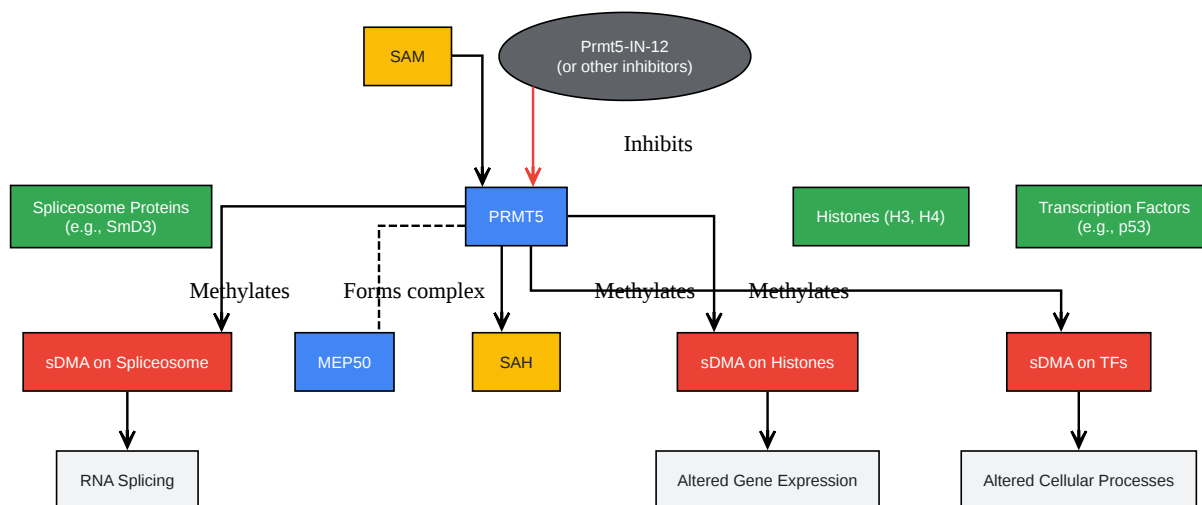 SAM
Prmt5-IN-12
(or other inhibitors)
Inhibits
Spliceosome Proteins
(e.g., SmD3)
PRMT5
Histones (H3, H4)
Transcription Factors
(e.g., p53)
Methylates
Forms complex
Methylates
Methylates
sDMA on Spliceosome
MEP50
SAH
sDMA on Histones
sDMA on TFs
RNA Splicing
Altered Gene Expression
Altered Cellular Processes